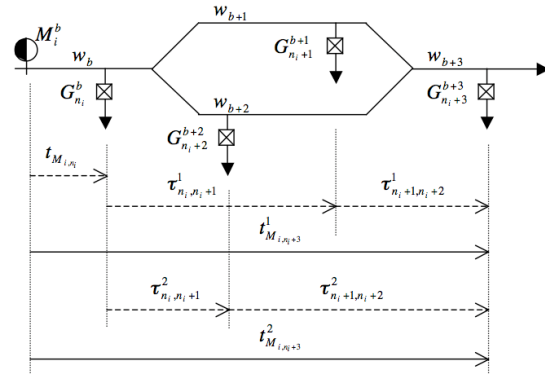 M_i^b
w_b
w_{b+1}
w_{b+2}
w_{b+3}
G_{n_i}^b
G_{n_i+1}^{b+1}
G_{n_i+2}^{b+2}
G_{n_i+3}^{b+3}
t_{M_{i,n_i}}
τ^1_{n_i,n_i+1}
τ^1_{n_i+1,n_i+2}
t^1_{M_{i,n_i+3}}
τ^2_{n_i,n_i+1}
τ^2_{n_i+1,n_i+2}
t^2_{M_{i,n_i+3}}